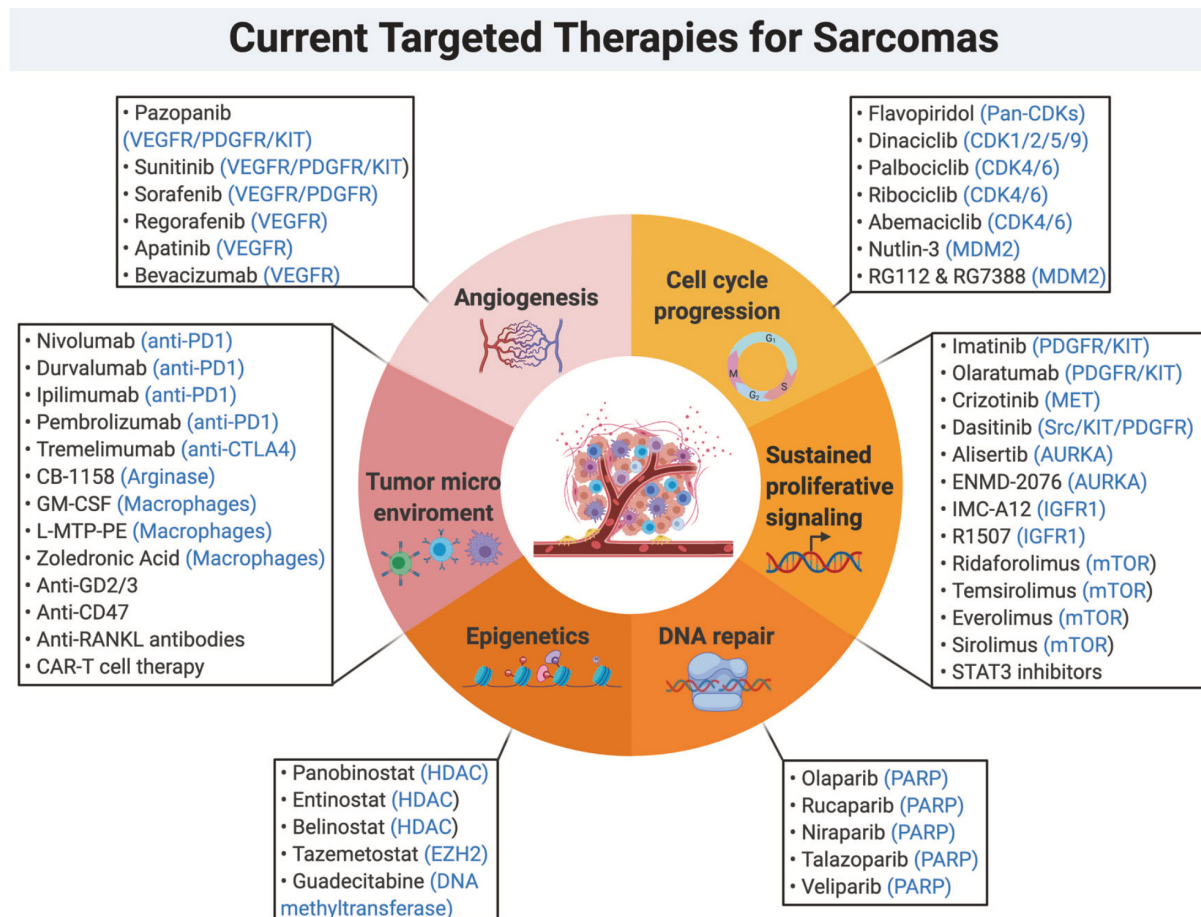 Current Targeted Therapies for Sarcomas
• Pazopanib
(VEGFR/PDGFR/KIT)
• Sunitinib (VEGFR/PDGFR/KIT)
• Sorafenib (VEGFR/PDGFR)
• Regorafenib (VEGFR)
• Apatinib (VEGFR)
• Bevacizumab (VEGFR)
• Flavopiridol (Pan-CDKs)
• Dinaciclib (CDK1/2/5/9)
• Palbociclib (CDK4/6)
• Ribociclib (CDK4/6)
• Abemaciclib (CDK4/6)
• Nutlin-3 (MDM2)
• RG112 & RG7388 (MDM2)
Angiogenesis
Cell cycle
progression
G1
S
G2
M
• Nivolumab (anti-PD1)
• Durvalumab (anti-PD1)
• Ipilimumab (anti-PD1)
• Pembrolizumab (anti-PD1)
• Tremelimumab (anti-CTLA4)
• CB-1158 (Arginase)
• GM-CSF (Macrophages)
• L-MTP-PE (Macrophages)
• Zoledronic Acid (Macrophages)
• Anti-GD2/3
• Anti-CD47
• Anti-RANKL antibodies
• CAR-T cell therapy
Tumor micro
enviroment
Sustained
proliferative
signaling
• Imatinib (PDGFR/KIT)
• Olaratumab (PDGFR/KIT)
• Crizotinib (MET)
• Dasitinib (Src/KIT/PDGFR)
• Alisertib (AURKA)
• ENMD-2076 (AURKA)
• IMC-A12 (IGFR1)
• R1507 (IGFR1)
• Ridaforolimus (mTOR)
• Temsirolimus (mTOR)
• Everolimus (mTOR)
• Sirolimus (mTOR)
• STAT3 inhibitors
Epigenetics
DNA repair
• Panobinostat (HDAC)
• Entinostat (HDAC)
• Belinostat (HDAC)
• Tazemetostat (EZH2)
• Guadecitabine (DNA
methyltransferase)
• Olaparib (PARP)
• Rucaparib (PARP)
• Niraparib (PARP)
• Talazoparib (PARP)
• Veliparib (PARP)